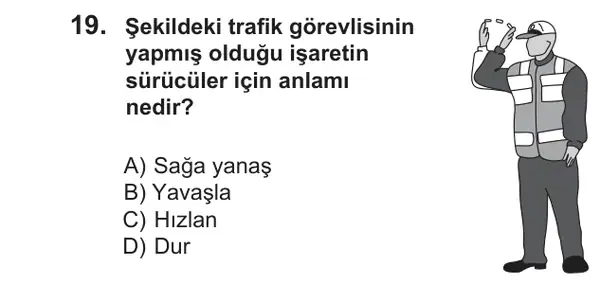 19. Şekildeki trafik görevlisinin
yapmış olduğu işaretin
sürücüler için anlamı
nedir?
A) Sağa yanaş
B) Yavaşla
C) Hızlan
D) Dur